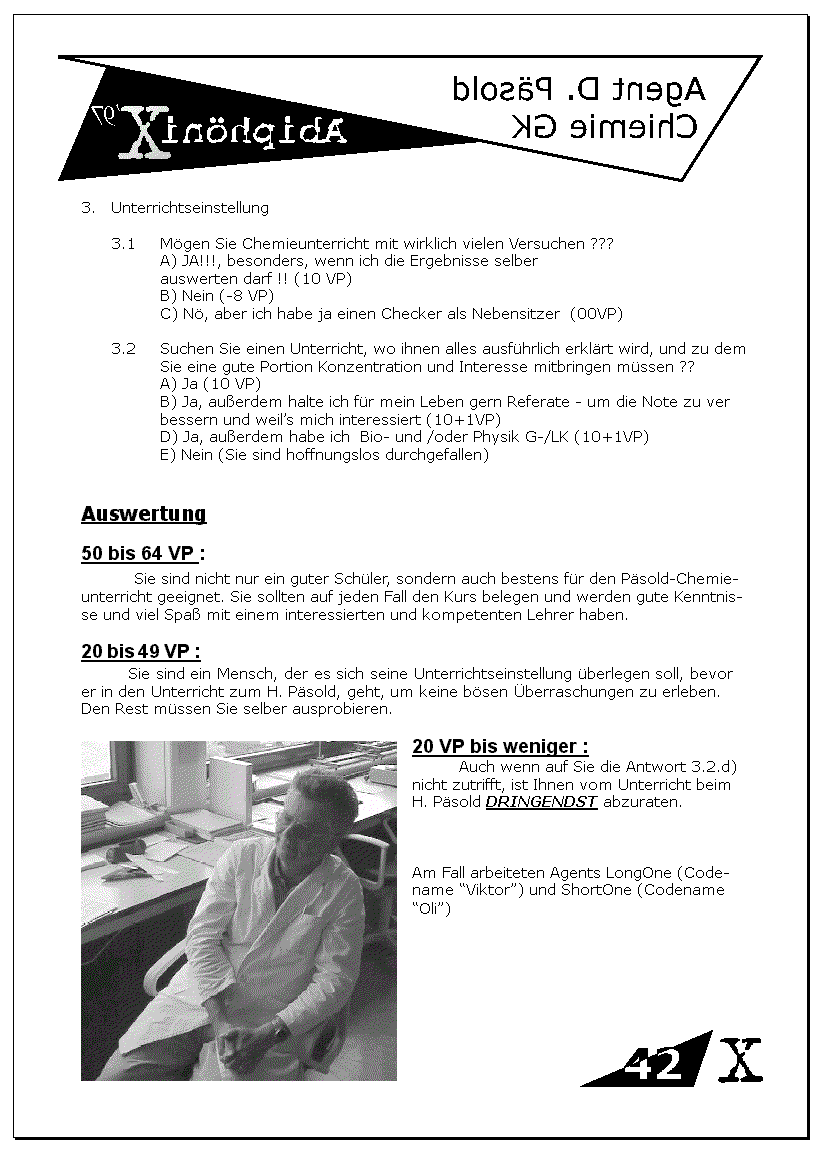 Agent D. Päsold
Chiemie GK
Abiphöni X '97
3. Unterrichtseinstellung
3.1 Mögen Sie Chemieunterricht mit wirklich vielen Versuchen ???
A) JA!!!, besonders, wenn ich die Ergebnisse selber
auswerten darf !! (10 VP)
B) Nein (-8 VP)
C) Nö, aber ich habe ja einen Checker als Nebensitzer (00VP)
3.2 Suchen Sie einen Unterricht, wo ihnen alles ausführlich erklärt wird, und zu dem
Sie eine gute Portion Konzentration und Interesse mitbringen müssen ??
A) Ja (10 VP)
B) Ja, außerdem halte ich für mein Leben gern Referate - um die Note zu ver
bessern und weil's mich interessiert (10+1VP)
D) Ja, außerdem habe ich Bio- und /oder Physik G-/LK (10+1VP)
E) Nein (Sie sind hoffnungslos durchgefallen)
Auswertung
50 bis 64 VP :
Sie sind nicht nur ein guter Schüler, sondern auch bestens für den Päsold-Chemie-
unterricht geeignet. Sie sollten auf jeden Fall den Kurs belegen und werden gute Kenntnis-
se und viel Spaß mit einem interessierten und kompetenten Lehrer haben.
20 bis 49 VP :
Sie sind ein Mensch, der es sich seine Unterrichtseinstellung überlegen soll, bevor
er in den Unterricht zum H. Päsold, geht, um keine bösen Überraschungen zu erleben.
Den Rest müssen Sie selber ausprobieren.
20 VP bis weniger :
Auch wenn auf Sie die Antwort 3.2.d)
nicht zutrifft, ist Ihnen vom Unterricht beim
H. Päsold DRINGENDST abzuraten.
Am Fall arbeiteten Agents LongOne (Code-
name “Viktor”) und ShortOne (Codename
“Oli”)
42 X